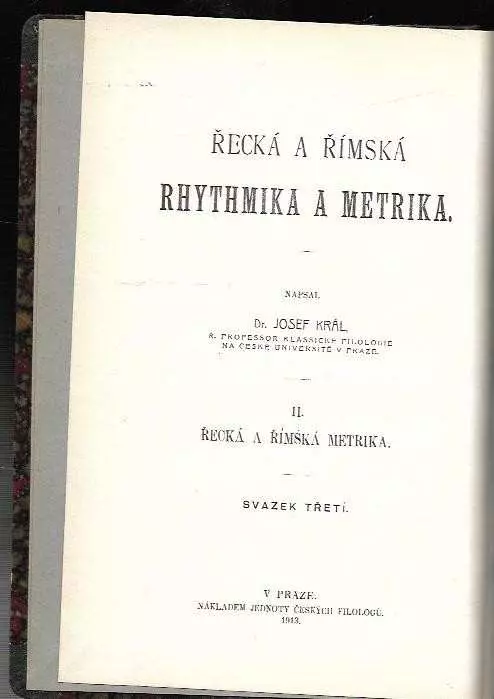 ŘECKÁ A ŘÍMSKÁ
RHYTHMIKA A METRIKA.
NAPSAL
Dr. JOSEF KRÁL,
Ř. PROFESSOR KLASSICKÉ FILOLOGIE
NA ČESKÉ UNIVERSITĚ V PRAZE.
II.
ŘECKÁ A ŘÍMSKÁ METRIKA.
SVAZEK TŘETÍ.
V PRAZE.
NÁKLADEM JEDNOTY ČESKÝCH FILOLOGŮ.
1913.